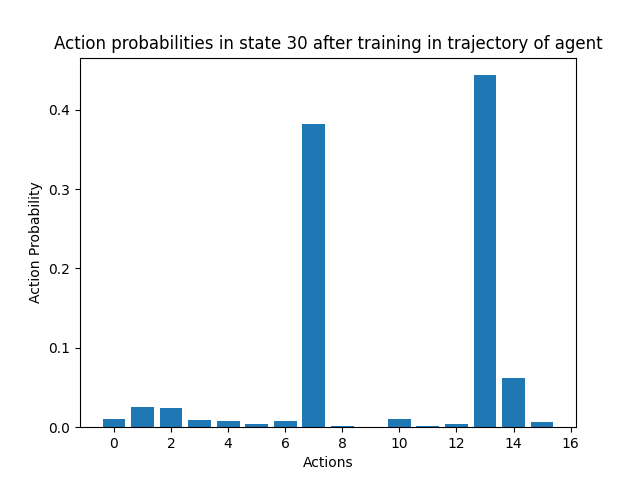 Action probabilities in state 30 after training in trajectory of agent
Action Probability
0.4
0.3
0.2
0.1
0.0
0 2 4 6 8 10 12 14 16
Actions